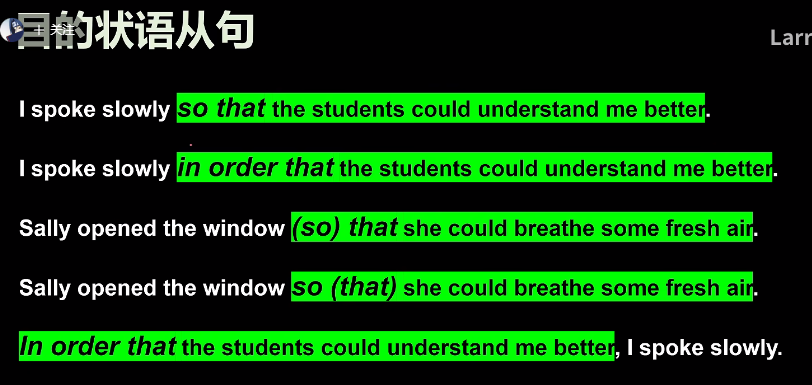 目的状语从句
+ 关注
Larr
I spoke slowly so that the students could understand me better.
I spoke slowly in order that the students could understand me better.
Sally opened the window (so) that she could breathe some fresh air.
Sally opened the window so (that) she could breathe some fresh air.
In order that the students could understand me better, I spoke slowly.